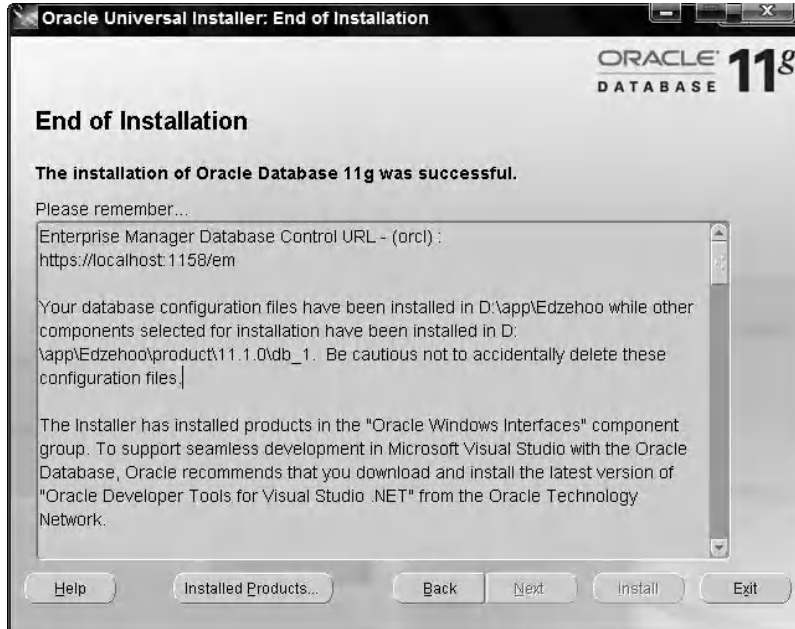 Oracle Universal Installer: End of Installation
ORACLE 11g
DATABASE
End of Installation
The installation of Oracle Database 11g was successful.
Please remember...
Enterprise Manager Database Control URL - (orcl) :
https://localhost:1158/em
Your database configuration files have been installed in D:\app\Edzehoo while other
components selected for installation have been installed in D:
\app\Edzehoo\product\11.1.0\db_1. Be cautious not to accidentally delete these
configuration files.
The Installer has installed products in the "Oracle Windows Interfaces" component
group. To support seamless development in Microsoft Visual Studio with the Oracle
Database, Oracle recommends that you download and install the latest version of
"Oracle Developer Tools for Visual Studio .NET" from the Oracle Technology
Network.
Help Installed Products... Back Next Install Exit